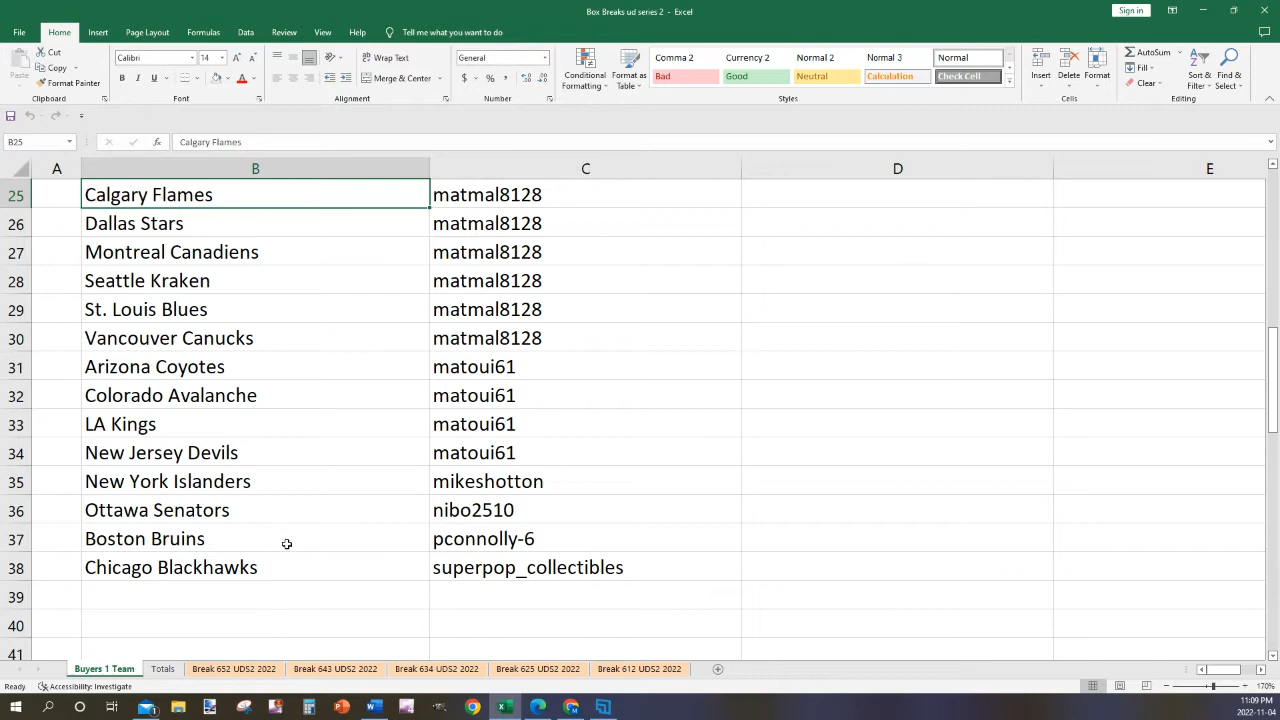 Box Breaks ud series 2 - Excel
Sign in
File Home Insert Page Layout Formulas Data Review View Help Tell me what you want to do
Paste
Cut
Copy
Format Painter
Clipboard
Calibri 14
B I U
Font
Wrap Text
Merge & Center
Alignment
General
$ % 9
Number
Conditional Formatting
Format as Table
Comma 2 Currency 2 Normal 2 Normal 3 Normal
Bad Good Neutral Calculation Check Cell
Styles
Insert Delete Format
Cells
AutoSum
Fill
Clear
Sort & Filter
Find & Select
Editing
B25 fx Calgary Flames
A B C D E
25 Calgary Flames matmal8128
26 Dallas Stars matmal8128
27 Montreal Canadiens matmal8128
28 Seattle Kraken matmal8128
29 St. Louis Blues matmal8128
30 Vancouver Canucks matmal8128
31 Arizona Coyotes matoui61
32 Colorado Avalanche matoui61
33 LA Kings matoui61
34 New Jersey Devils matoui61
35 New York Islanders mikeshotton
36 Ottawa Senators nibo2510
37 Boston Bruins pconnolly-6
38 Chicago Blackhawks superpop_collectibles
39
40
41
Buyers 1 Team Totals Break 652 UDS2 2022 Break 643 UDS2 2022 Break 634 UDS2 2022 Break 625 UDS2 2022 Break 612 UDS2 2022
Ready Accessibility: Investigate 170%
11:09 PM
2022-11-04